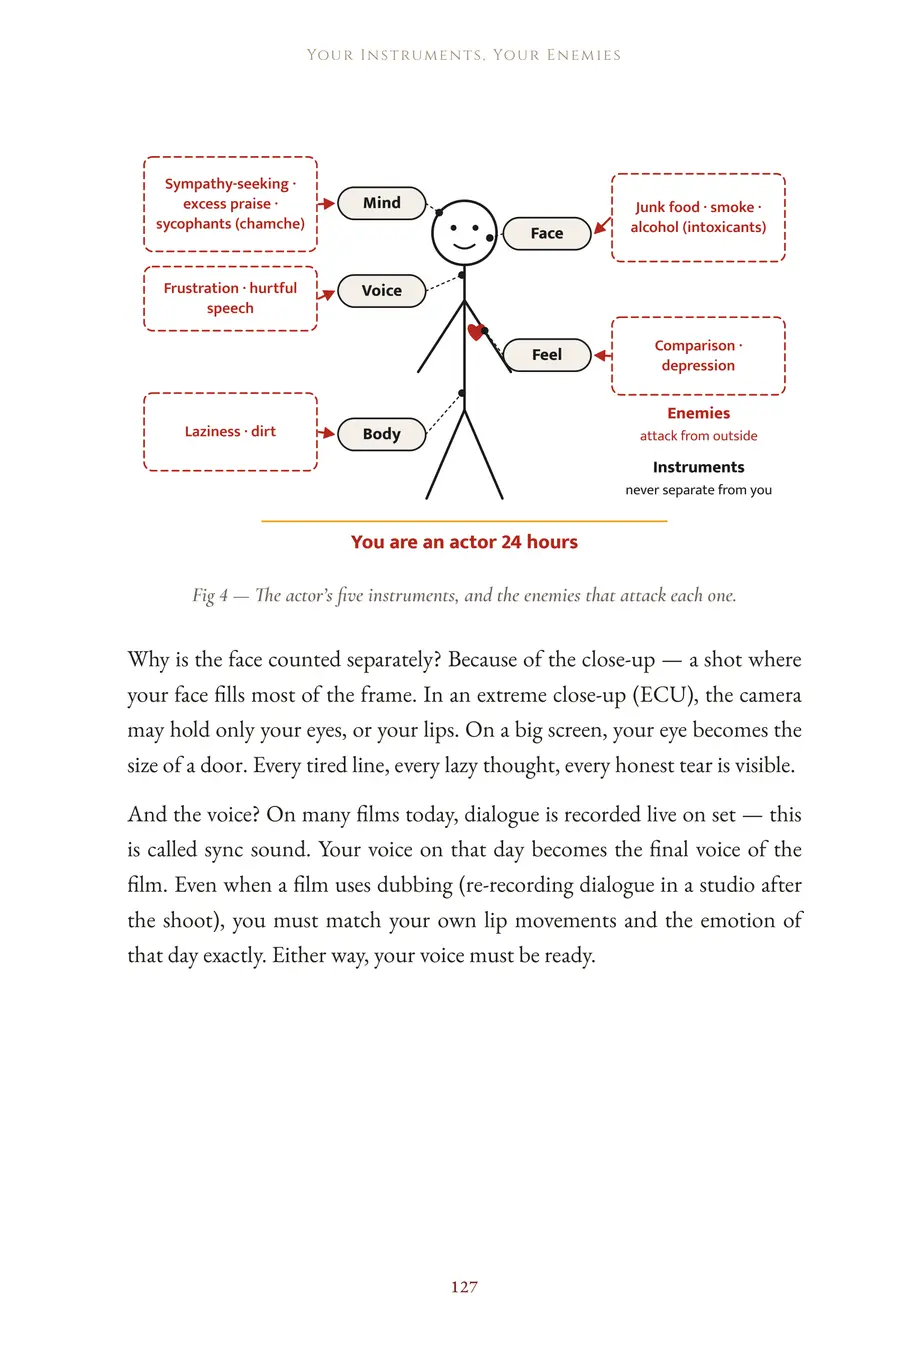 Your Instruments, Your Enemies
Sympathy-seeking ·
excess praise ·
sycophants (chamche)
Mind
Junk food · smoke ·
alcohol (intoxicants)
Face
Frustration · hurtful
speech
Voice
Comparison ·
depression
Feel
Laziness · dirt
Body
Enemies
attack from outside
Instruments
never separate from you
You are an actor 24 hours
Fig 4 — The actor’s five instruments, and the enemies that attack each one.
Why is the face counted separately? Because of the close-up — a shot where
your face fills most of the frame. In an extreme close-up (ECU), the camera
may hold only your eyes, or your lips. On a big screen, your eye becomes the
size of a door. Every tired line, every lazy thought, every honest tear is visible.
And the voice? On many films today, dialogue is recorded live on set — this
is called sync sound. Your voice on that day becomes the final voice of the
film. Even when a film uses dubbing (re-recording dialogue in a studio after
the shoot), you must match your own lip movements and the emotion of
that day exactly. Either way, your voice must be ready.
127